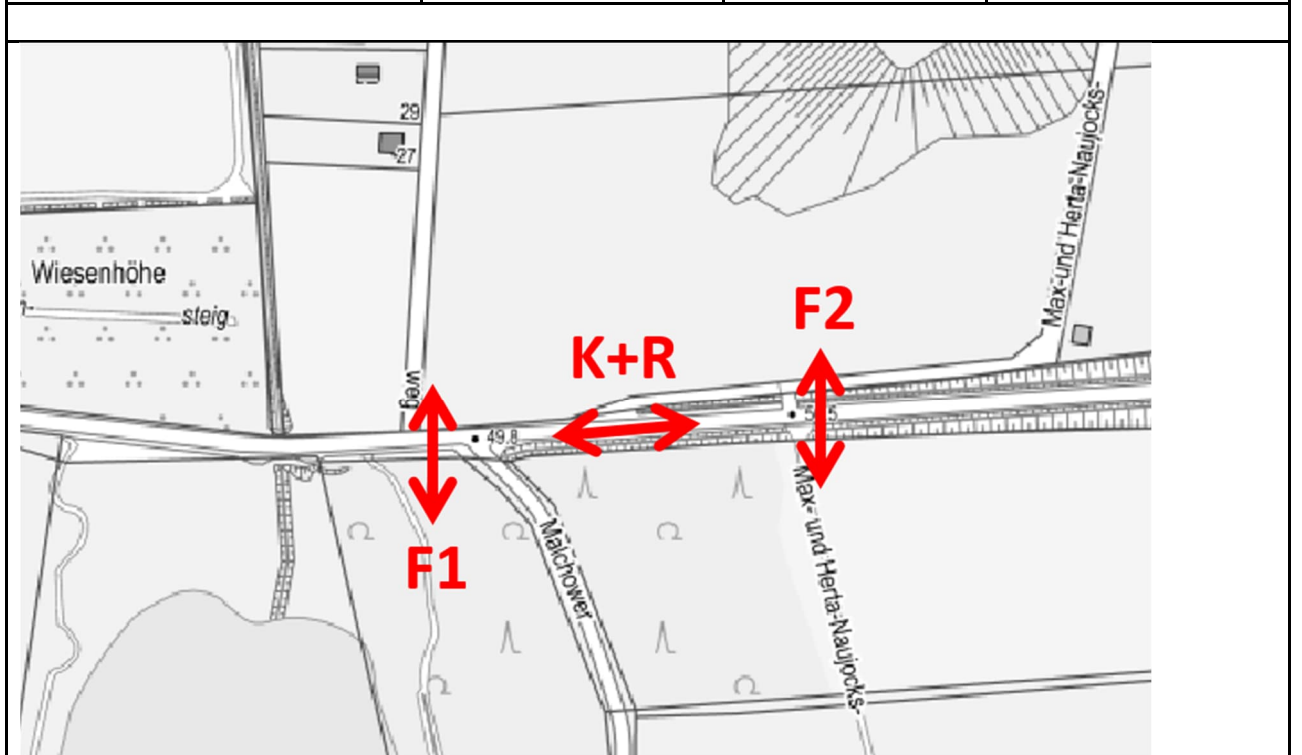 29
27
Wiesenhöhe
steig
Max-und Herta-Naujocks-
F2
K+R
weg
49.8
F1
Malchower
Max- und Herta-Naujocks-